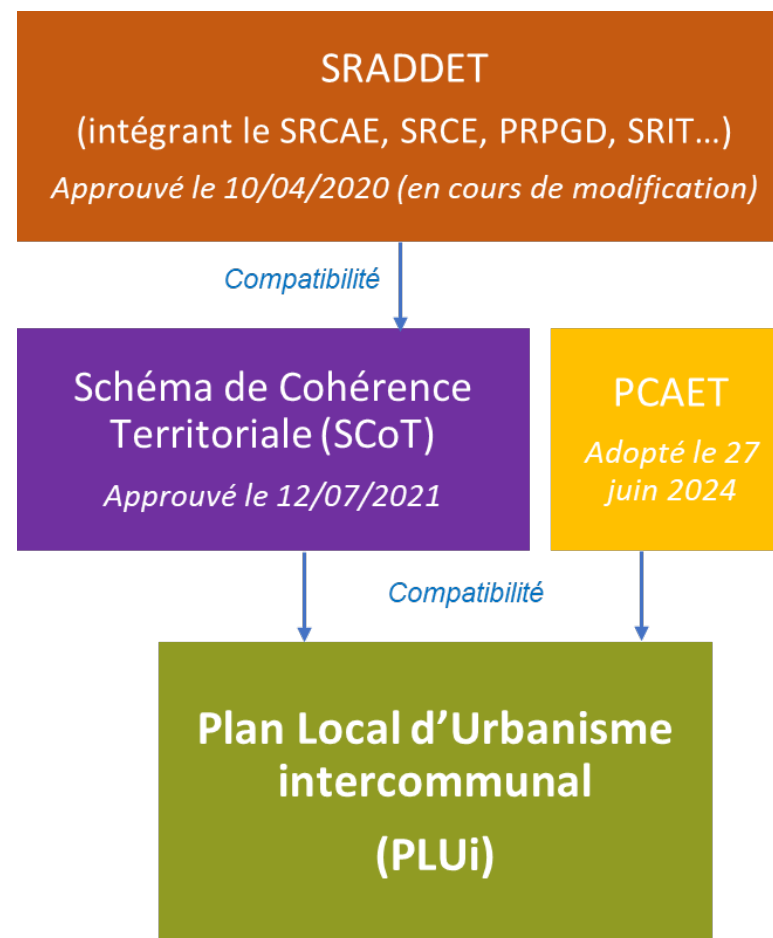 SRADDET
(intégrant le SRCAE, SRCE, PRPGD, SRIT…)
Approuvé le 10/04/2020 (en cours de modification)
Compatibilité
Schéma de Cohérence
Territoriale (SCoT)
Approuvé le 12/07/2021
PCAET
Adopté le 27
juin 2024
Compatibilité
Plan Local d’Urbanisme
intercommunal
(PLUi)